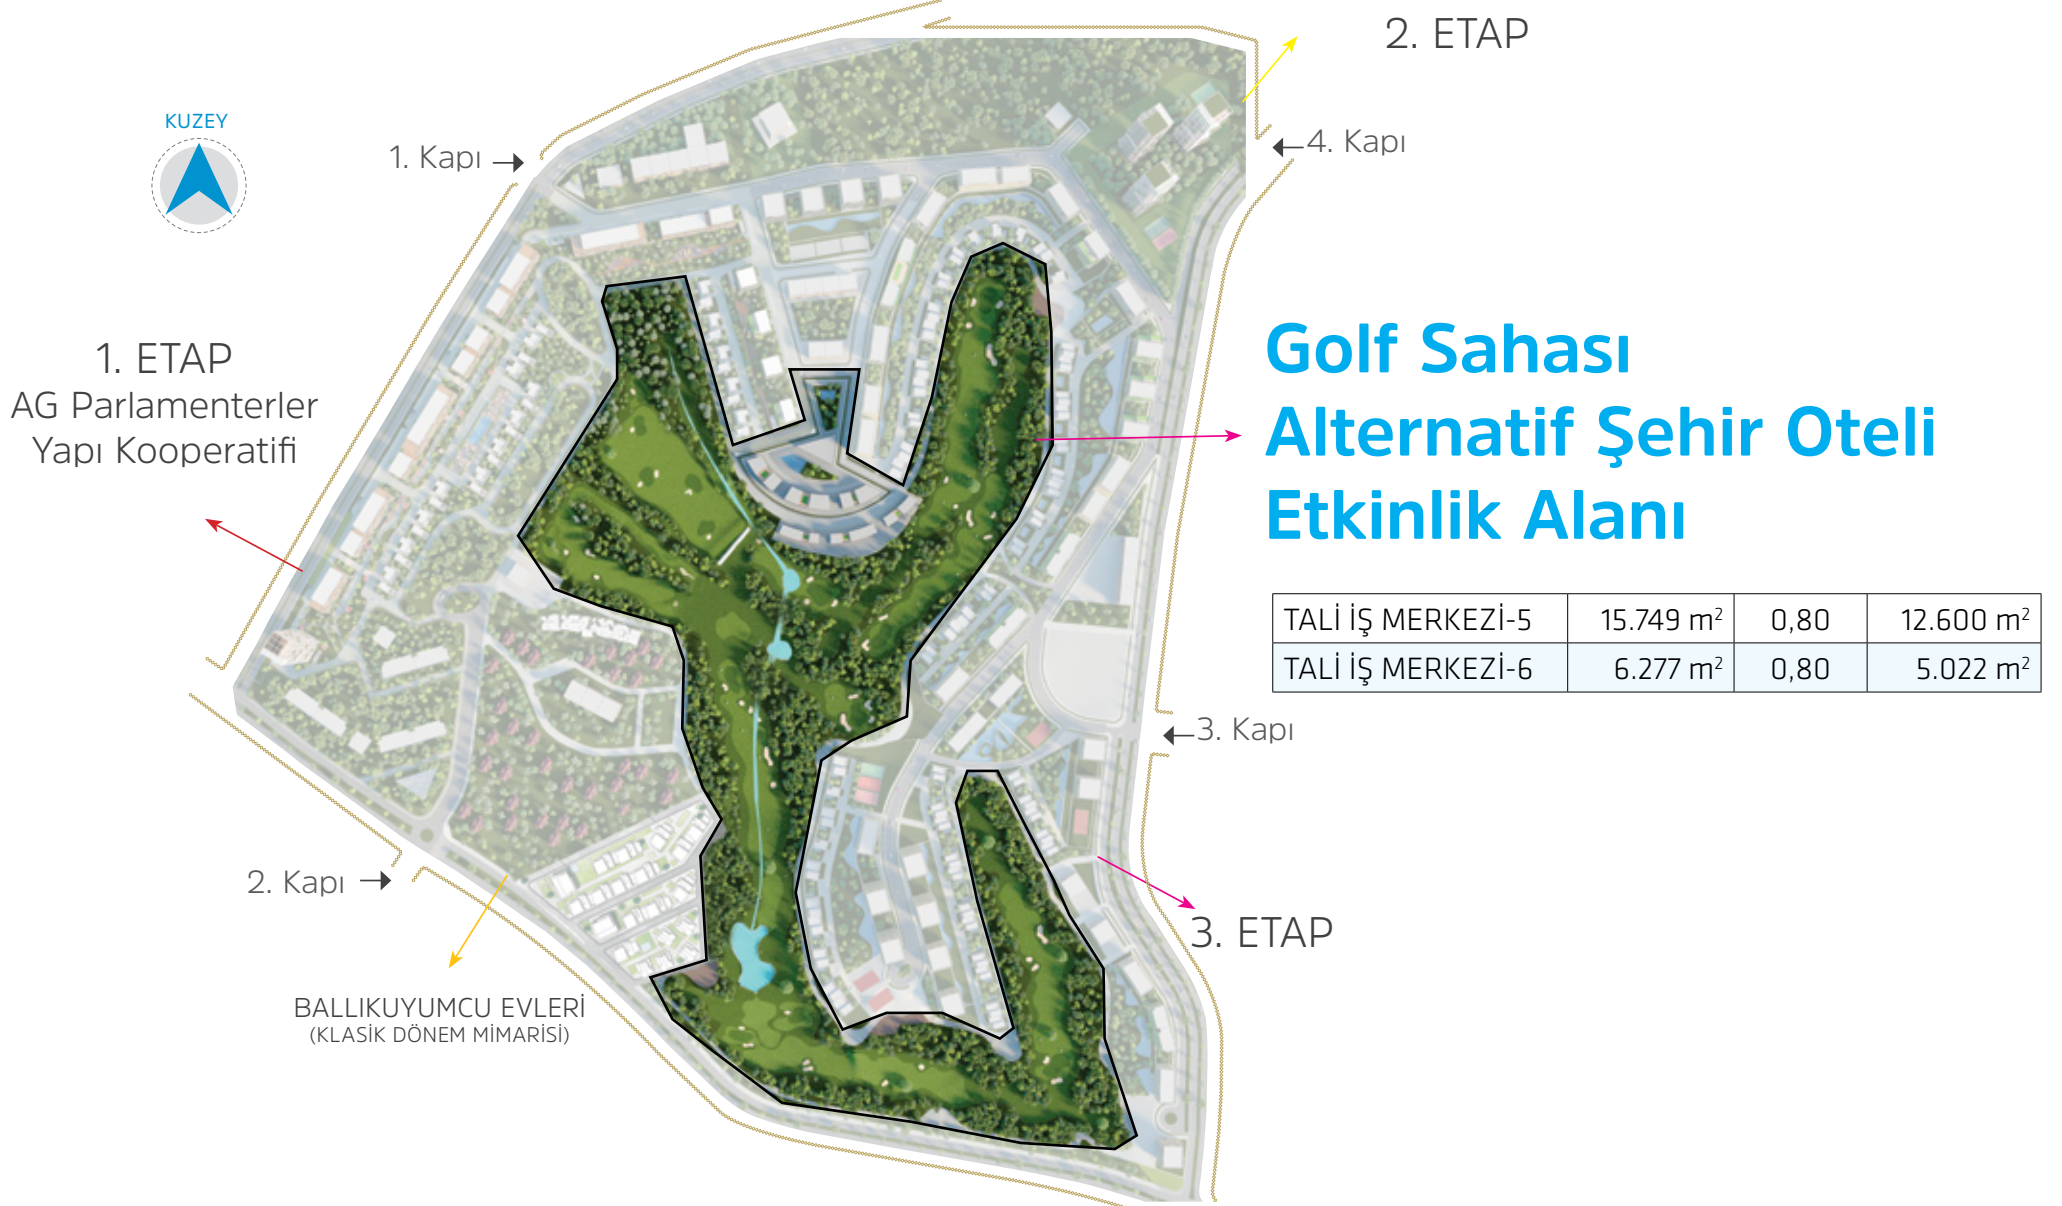 2. ETAP
KUZEY
1. Kapı
4. Kapı
1. ETAP
AG Parlamenterler
Yapı Kooperatifi
Golf Sahası
Alternatif Şehir Oteli
Etkinlik Alanı
TALİ İŞ MERKEZİ-5 15.749 m² 0,80 12.600 m²
TALİ İŞ MERKEZİ-6 6.277 m² 0,80 5.022 m²
3. Kapı
2. Kapı
3. ETAP
BALLIKUYUMCU EVLERİ
(KLASİK DÖNEM MİMARİSİ)